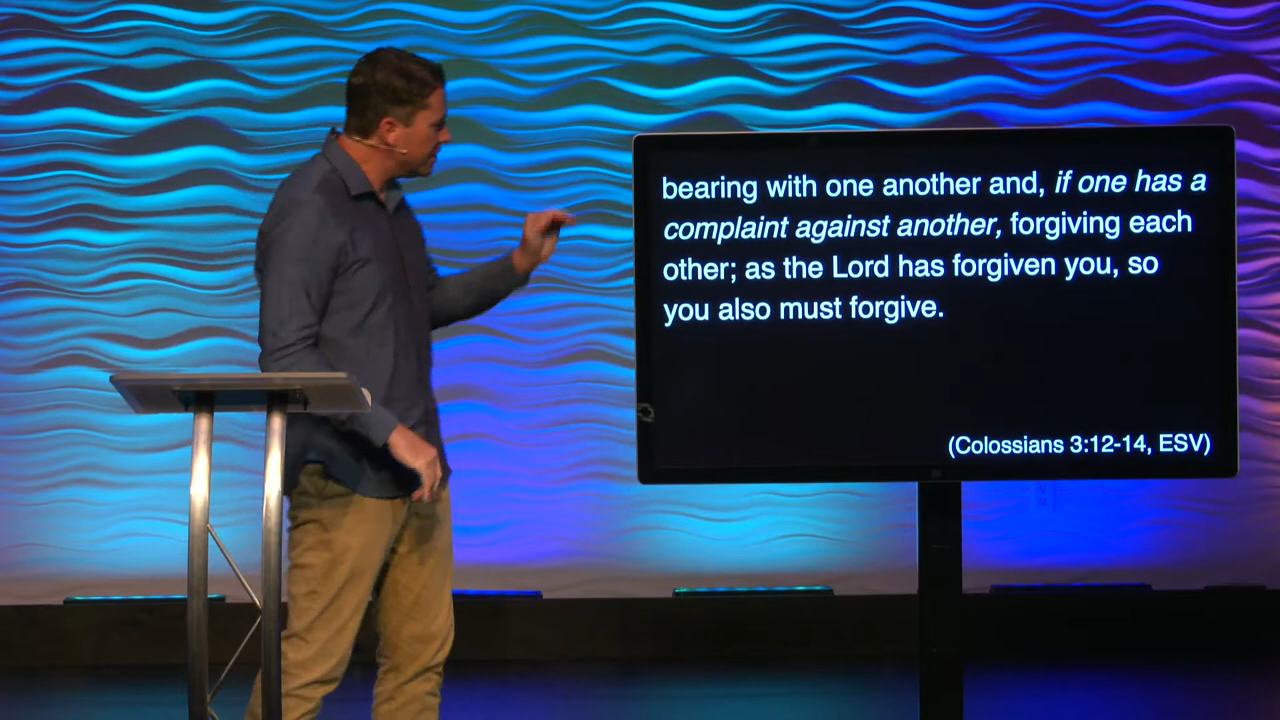 bearing with one another and, if one has a
complaint against another, forgiving each
other; as the Lord has forgiven you, so
you also must forgive.
(Colossians 3:12-14, ESV)